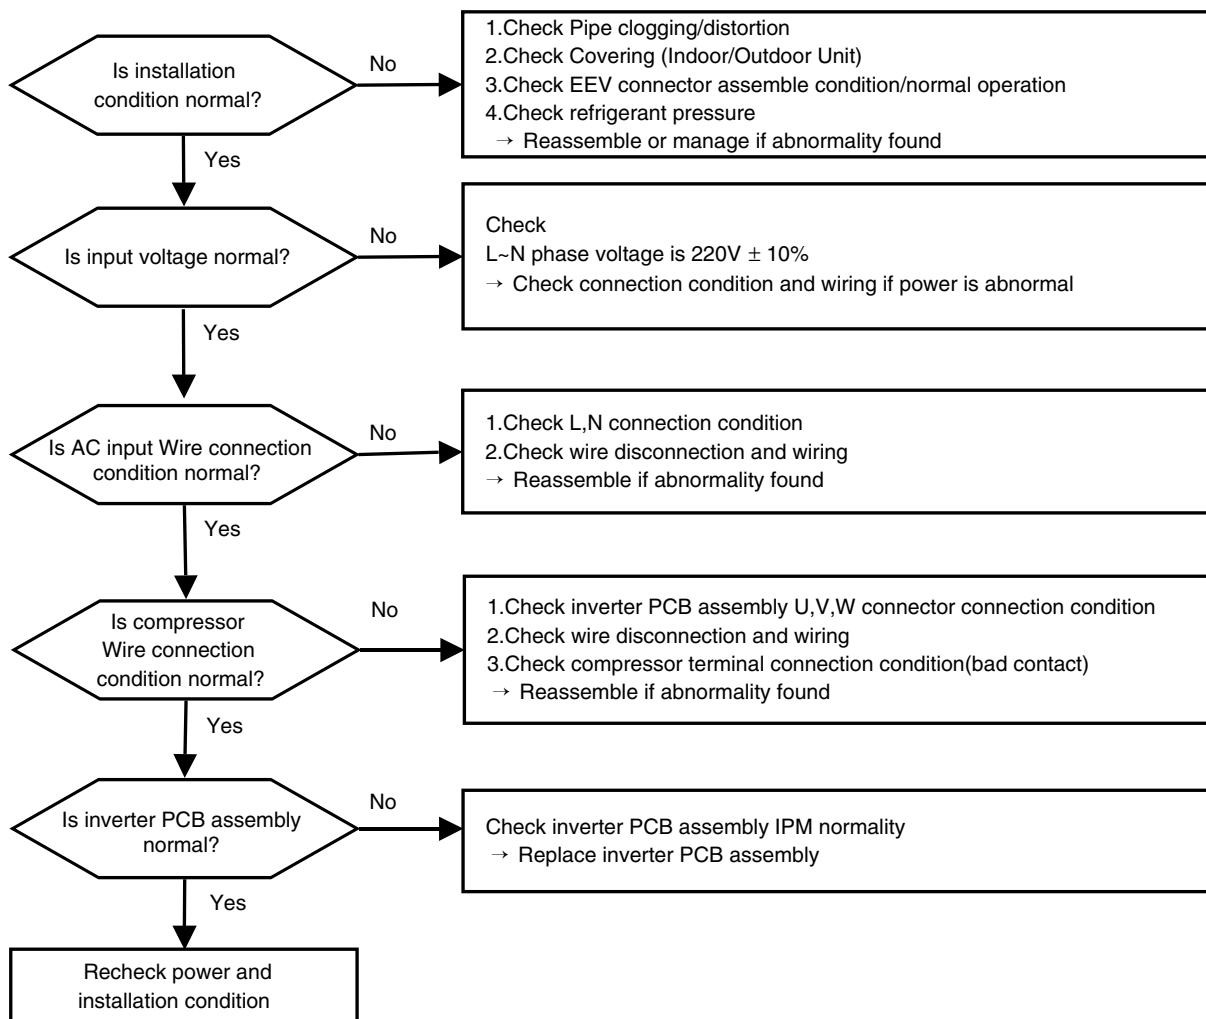 Is installation
condition normal?
No
1.Check Pipe clogging/distortion
2.Check Covering (Indoor/Outdoor Unit)
3.Check EEV connector assemble condition/normal operation
4.Check refrigerant pressure
→ Reassemble or manage if abnormality found
Yes
Is input voltage normal?
No
Check
L~N phase voltage is 220V ± 10%
→ Check connection condition and wiring if power is abnormal
Yes
Is AC input Wire connection
condition normal?
No
1.Check L,N connection condition
2.Check wire disconnection and wiring
→ Reassemble if abnormality found
Yes
Is compressor
Wire connection
condition normal?
No
1.Check inverter PCB assembly U,V,W connector connection condition
2.Check wire disconnection and wiring
3.Check compressor terminal connection condition(bad contact)
→ Reassemble if abnormality found
Yes
Is inverter PCB assembly
normal?
No
Check inverter PCB assembly IPM normality
→ Replace inverter PCB assembly
Yes
Recheck power and
installation condition